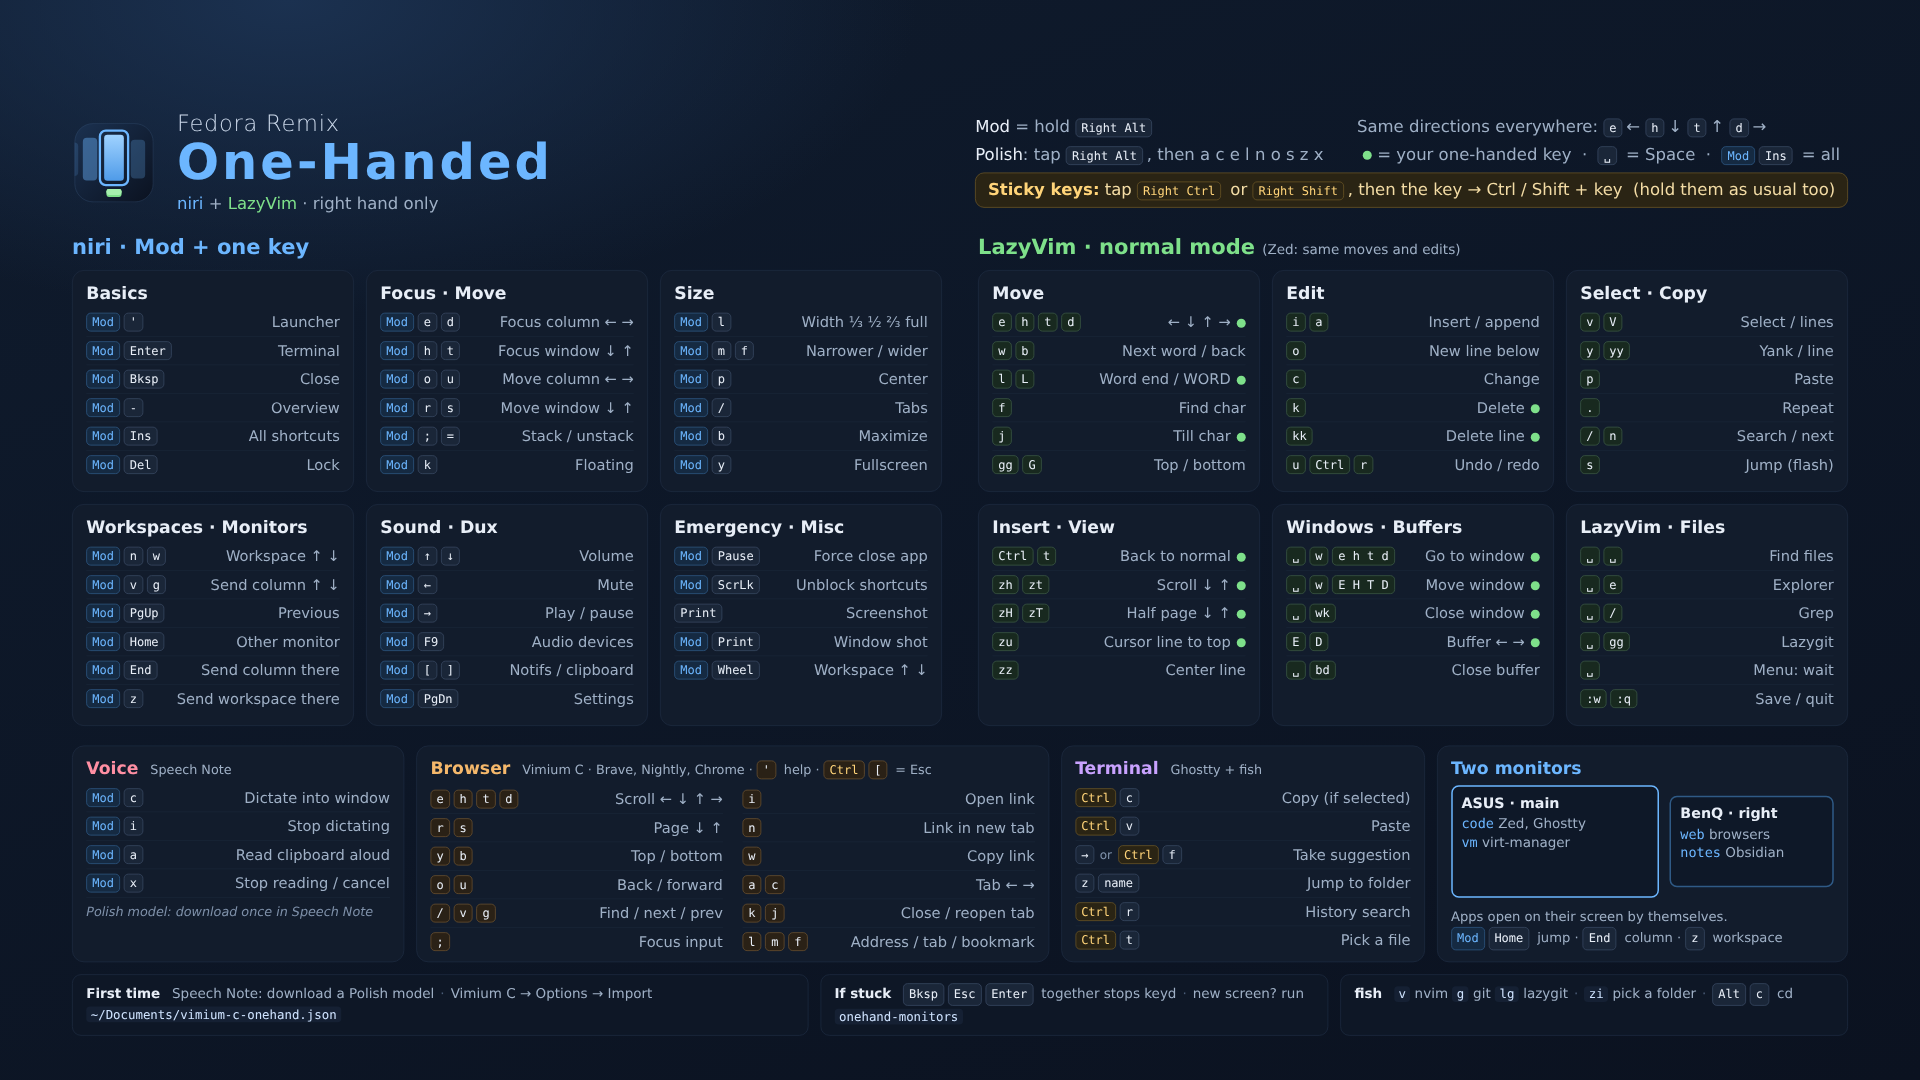 Fedora Remix
One-Handed
niri + LazyVim · right hand only
Mod = hold Right Alt
Same directions everywhere: e ← h ↓ t ↑ d →
Polish: tap Right Alt , then a c e l n o s z x
● = your one-handed key · ␣ = Space · Mod Ins = all
Sticky keys: tap Right Ctrl or Right Shift , then the key → Ctrl / Shift + key (hold them as usual too)
niri · Mod + one key
Basics
Mod ' Launcher
Mod Enter Terminal
Mod Bksp Close
Mod - Overview
Mod Ins All shortcuts
Mod Del Lock
Focus · Move
Mod e d Focus column ← →
Mod h t Focus window ↓ ↑
Mod o u Move column ← →
Mod r s Move window ↓ ↑
Mod ; = Stack / unstack
Mod k Floating
Size
Mod l Width ⅓ ½ ⅔ full
Mod m f Narrower / wider
Mod p Center
Mod / Tabs
Mod b Maximize
Mod y Fullscreen
Workspaces · Monitors
Mod n w Workspace ↑ ↓
Mod v g Send column ↑ ↓
Mod PgUp Previous
Mod Home Other monitor
Mod End Send column there
Mod z Send workspace there
Sound · Dux
Mod ↑ ↓ Volume
Mod ← Mute
Mod → Play / pause
Mod F9 Audio devices
Mod [ ] Notifs / clipboard
Mod PgDn Settings
Emergency · Misc
Mod Pause Force close app
Mod ScrLk Unblock shortcuts
Print Screenshot
Mod Print Window shot
Mod Wheel Workspace ↑ ↓
LazyVim · normal mode (Zed: same moves and edits)
Move
e h t d ← ↓ ↑ → ●
w b Next word / back
l L Word end / WORD ●
f Find char
j Till char ●
gg G Top / bottom
Edit
i a Insert / append
o New line below
c Change
k Delete ●
kk Delete line ●
u Ctrl r Undo / redo
Select · Copy
v V Select / lines
y yy Yank / line
p Paste
. Repeat
/ n Search / next
s Jump (flash)
Insert · View
Ctrl t Back to normal ●
zh zt Scroll ↓ ↑ ●
zH zT Half page ↓ ↑ ●
zu Cursor line to top ●
zz Center line
Windows · Buffers
␣ w e h t d Go to window ●
␣ w E H T D Move window ●
␣ wk Close window ●
E D Buffer ← → ●
␣ bd Close buffer
LazyVim · Files
␣ ␣ Find files
␣ e Explorer
␣ / Grep
␣ gg Lazygit
␣ Menu: wait
:w :q Save / quit
Voice Speech Note
Mod c Dictate into window
Mod i Stop dictating
Mod a Read clipboard aloud
Mod x Stop reading / cancel
Polish model: download once in Speech Note
Browser Vimium C · Brave, Nightly, Chrome · ' help · Ctrl [ = Esc
e h t d Scroll ← ↓ ↑ →
r s Page ↓ ↑
y b Top / bottom
o u Back / forward
/ v g Find / next / prev
; Focus input
i Open link
n Link in new tab
w Copy link
a c Tab ← →
k j Close / reopen tab
l m f Address / tab / bookmark
Terminal Ghostty + fish
Ctrl c Copy (if selected)
Ctrl v Paste
→ or Ctrl f Take suggestion
z name Jump to folder
Ctrl r History search
Ctrl t Pick a file
Two monitors
ASUS · main
code Zed, Ghostty
vm virt-manager
BenQ · right
web browsers
notes Obsidian
Apps open on their screen by themselves.
Mod Home jump · End column · z workspace
First time Speech Note: download a Polish model · Vimium C → Options → Import
~/Documents/vimium-c-onehand.json
If stuck Bksp Esc Enter together stops keyd · new screen? run
onehand-monitors
fish v nvim g git lg lazygit · zi pick a folder · Alt c cd